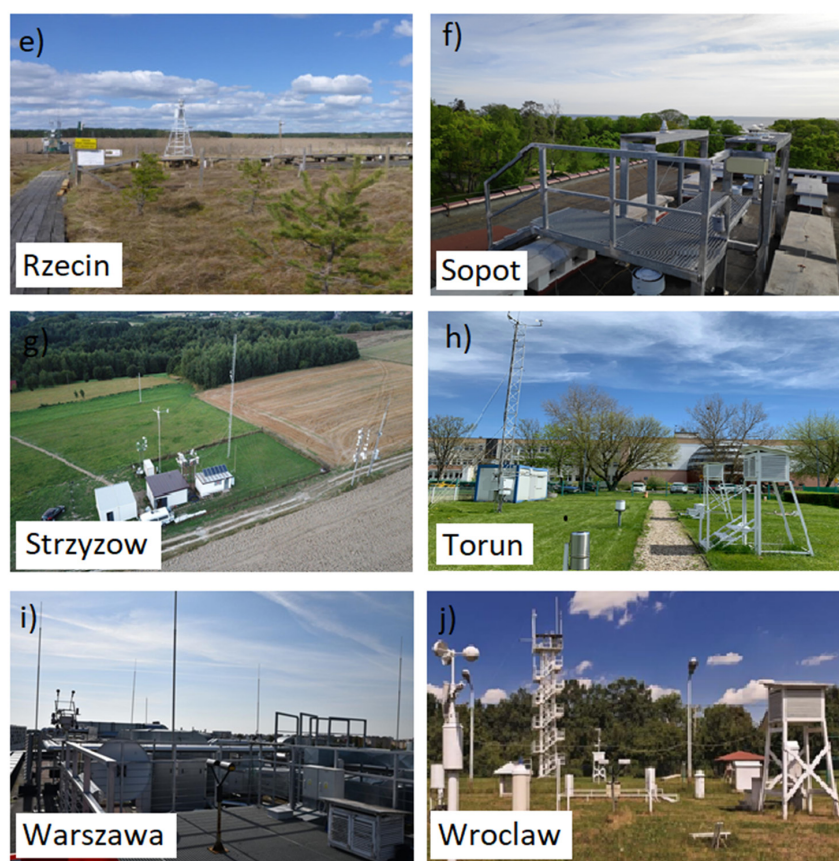 e)
f)
Rzecin
Sopot
g)
h)
Strzyzow
Torun
i)
j)
Warszawa
Wroclaw